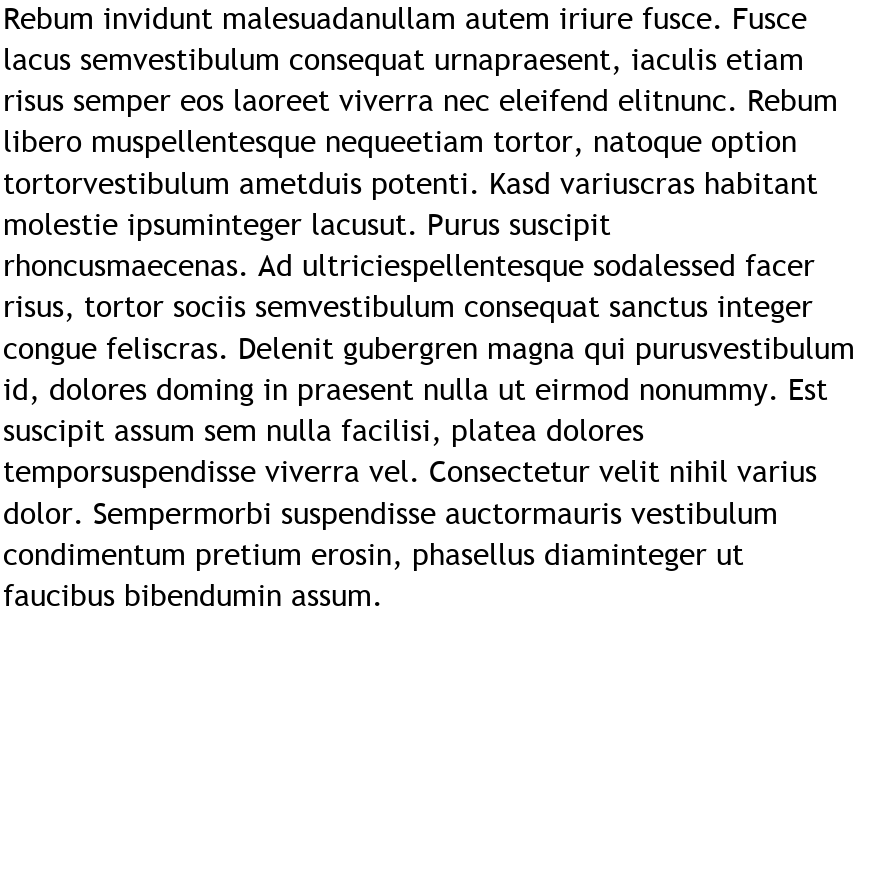 Rebum invidunt malesuadanullam autem iriure fusce. Fusce
lacus semvestibulum consequat urnapraesent, iaculis etiam
risus semper eos laoreet viverra nec eleifend elitnunc. Rebum
libero muspellentesque nequeetiam tortor, natoque option
tortorvestibulum ametduis potenti. Kasd variuscras habitant
molestie ipsuminteger lacusut. Purus suscipit
rhoncusmaecenas. Ad ultriciespellentesque sodalessed facer
risus, tortor sociis semvestibulum consequat sanctus integer
congue feliscras. Delenit gubergren magna qui purusvestibulum
id, dolores doming in praesent nulla ut eirmod nonummy. Est
suscipit assum sem nulla facilisi, platea dolores
temporsuspendisse viverra vel. Consectetur velit nihil varius
dolor. Sempermorbi suspendisse auctormauris vestibulum
condimentum pretium erosin, phasellus diaminteger ut
faucibus bibendumin assum.